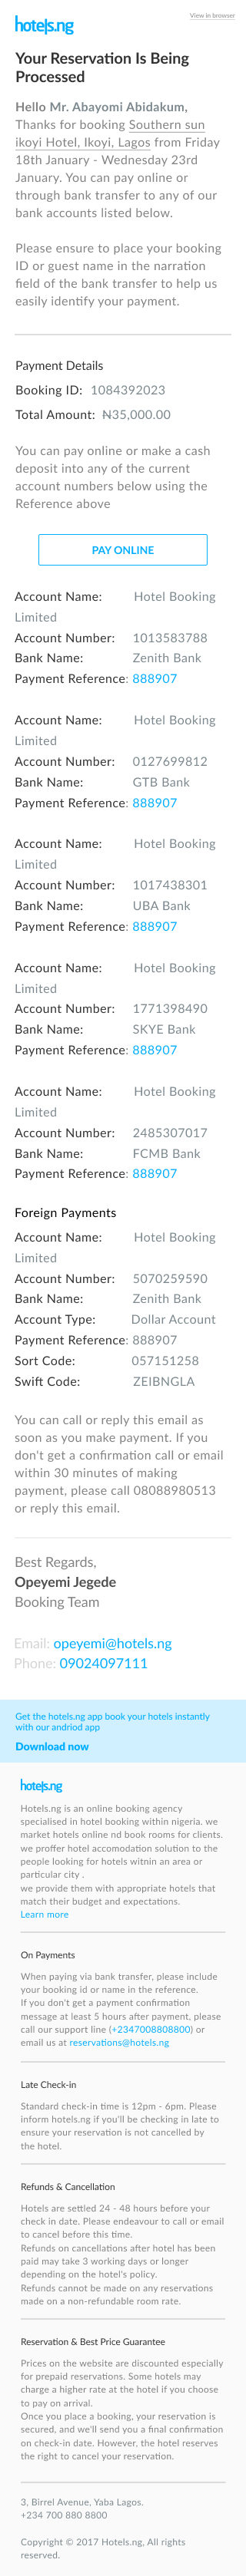 View in browser
hotels.ng
Your Reservation Is Being
Processed
Hello Mr. Abayomi Abidakum,
Thanks for booking Southern sun
ikoyi Hotel, Ikoyi, Lagos from Friday
18th January - Wednesday 23rd
January. You can pay online or
through bank transfer to any of our
bank accounts listed below.
Please ensure to place your booking
ID or guest name in the narration
field of the bank transfer to help us
easily identify your payment.
Payment Details
Booking ID: 1084392023
Total Amount: ₦35,000.00
You can pay online or make a cash
deposit into any of the current
account numbers below using the
Reference above
PAY ONLINE
Account Name: Hotel Booking
Limited
Account Number: 1013583788
Bank Name: Zenith Bank
Payment Reference: 888907
Account Name: Hotel Booking
Limited
Account Number: 0127699812
Bank Name: GTB Bank
Payment Reference: 888907
Account Name: Hotel Booking
Limited
Account Number: 1017438301
Bank Name: UBA Bank
Payment Reference: 888907
Account Name: Hotel Booking
Limited
Account Number: 1771398490
Bank Name: SKYE Bank
Payment Reference: 888907
Account Name: Hotel Booking
Limited
Account Number: 2485307017
Bank Name: FCMB Bank
Payment Reference: 888907
Foreign Payments
Account Name: Hotel Booking
Limited
Account Number: 5070259590
Bank Name: Zenith Bank
Account Type: Dollar Account
Payment Reference: 888907
Sort Code: 057151258
Swift Code: ZEIBNGLA
You can call or reply this email as
soon as you make payment. If you
don't get a confirmation call or email
within 30 minutes of making
payment, please call 08088980513
or reply this email.
Best Regards,
Opeyemi Jegede
Booking Team
Email: opeyemi@hotels.ng
Phone: 09024097111
Get the hotels.ng app book your hotels instantly
with our andriod app
Download now
hotels.ng
Hotels.ng is an online booking agency
specialised in hotel booking within nigeria. we
market hotels online nd book rooms for clients.
we proffer hotel accomodation solution to the
people looking for hotels witnin an area or
particular city .
we provide them with appropriate hotels that
match their budget and expectations.
Learn more
On Payments
When paying via bank transfer, please include
your booking id or name in the reference.
If you don't get a payment confirmation
message at least 5 hours after payment, please
call our support line (+2347008808800) or
email us at reservations@hotels.ng
Late Check-in
Standard check-in time is 12pm - 6pm. Please
inform hotels.ng if you'll be checking in late to
ensure your reservation is not cancelled by
the hotel.
Refunds & Cancellation
Hotels are settled 24 - 48 hours before your
check in date. Please endeavour to call or email
to cancel before this time.
Refunds on cancellations after hotel has been
paid may take 3 working days or longer
depending on the hotel's policy.
Refunds cannot be made on any reservations
made on a non-refundable room rate.
Reservation & Best Price Guarantee
Prices on the website are discounted especially
for prepaid reservations. Some hotels may
charge a higher rate at the hotel if you choose
to pay on arrival.
Once you place a booking, your reservation is
secured, and we'll send you a final confirmation
on check-in date. However, the hotel reserves
the right to cancel your reservation.
3, Birrel Avenue, Yaba Lagos.
+234 700 880 8800
Copyright © 2017 Hotels.ng, All rights
reserved.